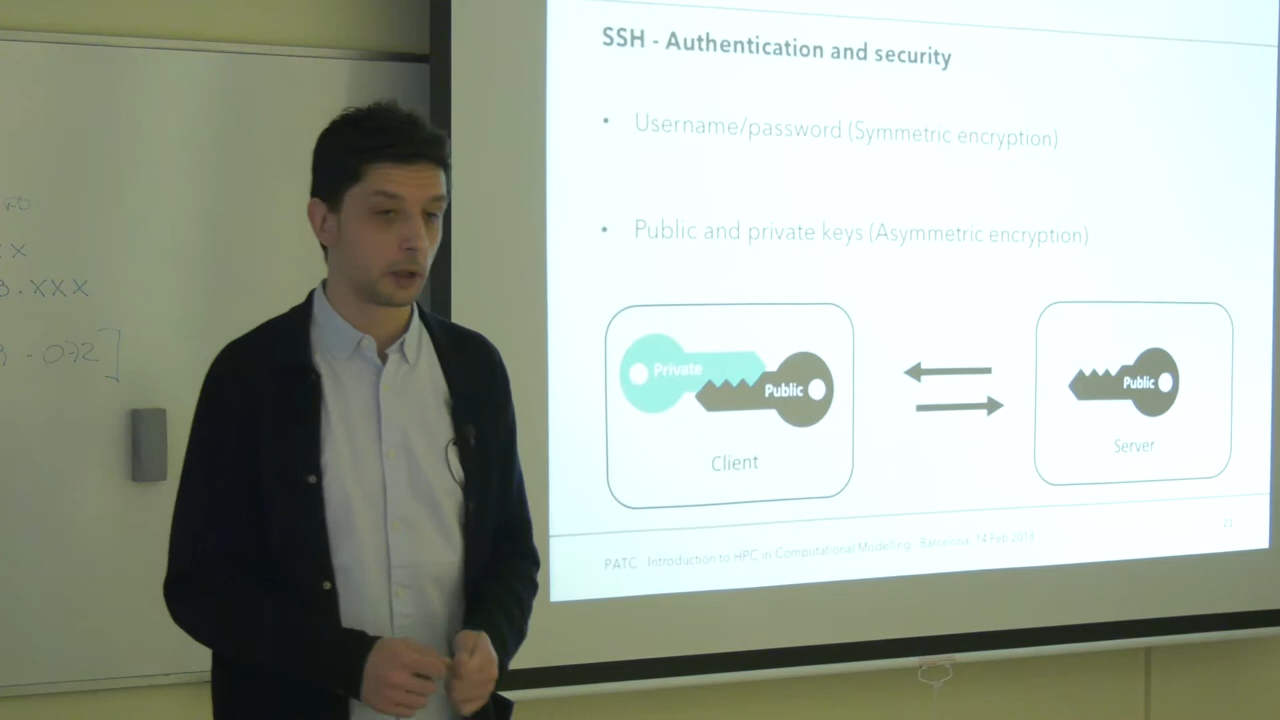 SSH - Authentication and security
• Username/password (Symmetric encryption)
• Public and private keys (Asymmetric encryption)
Private
Public
Client
Public
Server
PATC Introduction to HPC in Computational Modelling - Barcelona, 14 Feb 2018
X
3.XXX
- 072]